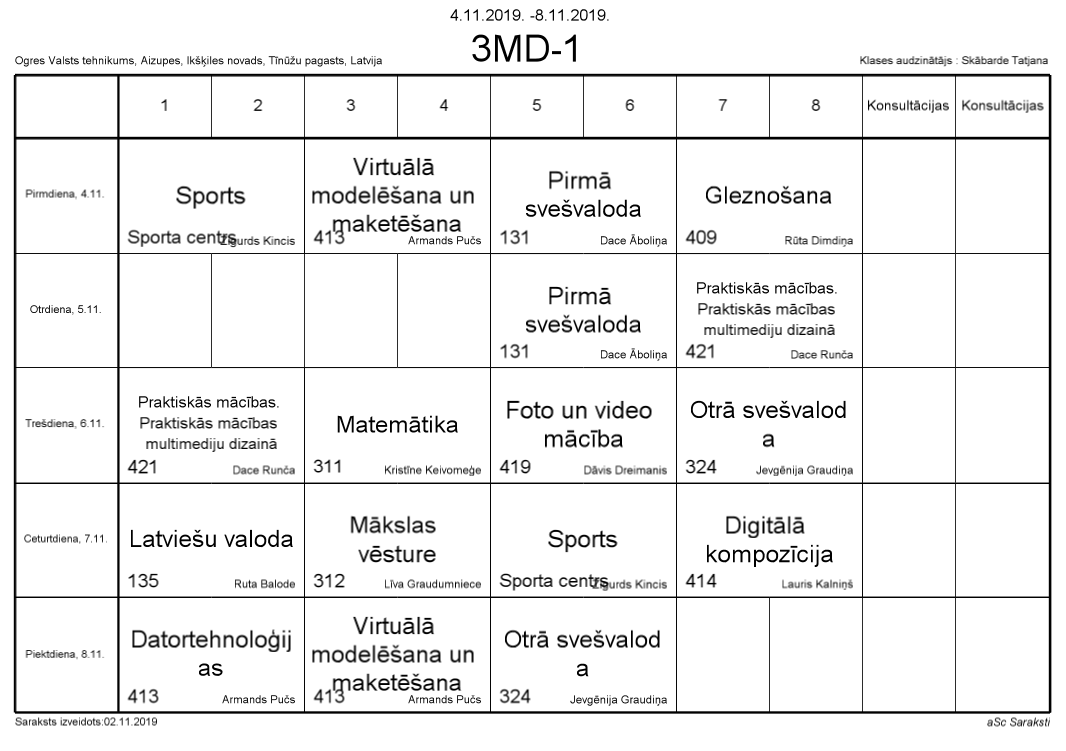 4.11.2019. -8.11.2019.
3MD-1
Ogres Valsts tehnikums, Aizupes, Ikšķiles novads, Tīnūžu pagasts, Latvija
Klases audzinātājs : Skābarde Tatjana
1 2 3 4 5 6 7 8 Konsultācijas Konsultācijas
Pirmdiena, 4.11.
Sports
Sporta centrs Zigurds Kincis
Virtuālā
modelēšana un
maketēšana
413 Armands Pučs
Pirmā
svešvaloda
131 Dace Āboliņa
Gleznošana
409 Rūta Dimdiņa
Otrdiena, 5.11.
Pirmā
svešvaloda
131 Dace Āboliņa
Praktiskās mācības.
Praktiskās mācības
multimediju dizainā
421 Dace Runča
Trešdiena, 6.11.
Praktiskās mācības.
Praktiskās mācības
multimediju dizainā
421 Dace Runča
Matemātika
311 Kristīne Keivomeģe
Foto un video
mācība
419 Dāvis Dreimanis
Otrā svešvalod
a
324 Jevgēnija Graudiņa
Ceturtdiena, 7.11.
Latviešu valoda
135 Ruta Balode
Mākslas
vēsture
312 Līva Graudumniece
Sports
Sporta centrs Zigurds Kincis
Digitālā
kompozīcija
414 Lauris Kalniņš
Piektdiena, 8.11.
Datortehnoloģij
as
413 Armands Pučs
Virtuālā
modelēšana un
maketēšana
413 Armands Pučs
Otrā svešvalod
a
324 Jevgēnija Graudiņa
Saraksts izveidots:02.11.2019
aSc Saraksti